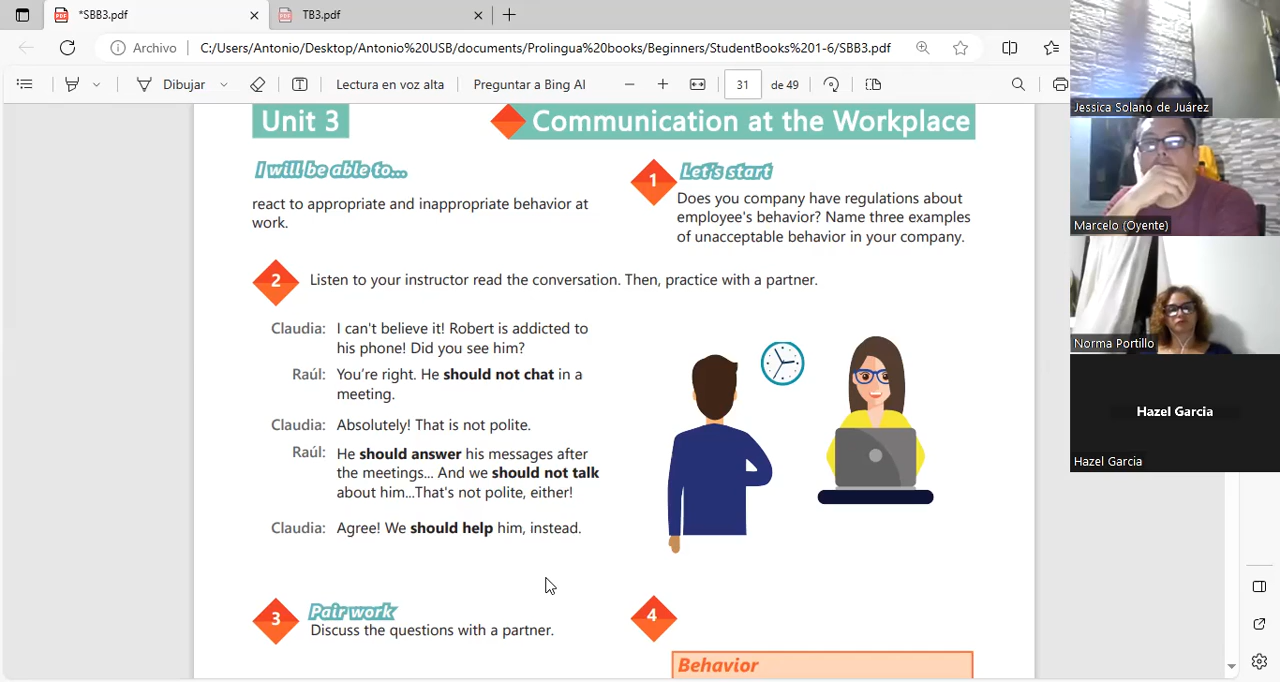 *SBB3.pdf
TB3.pdf
Archivo
C:/Users/Antonio/Desktop/Antonio%20USB/documents/Prolingua%20books/Beginners/StudentBooks%201-6/SBB3.pdf
Dibujar
Lectura en voz alta
Preguntar a Bing AI
31
de 49
Unit 3
Communication at the Workplace
I will be able to...
react to appropriate and inappropriate behavior at
work.
1
Let's start
Does you company have regulations about
employee's behavior? Name three examples
of unacceptable behavior in your company.
2
Listen to your instructor read the conversation. Then, practice with a partner.
Claudia: I can't believe it! Robert is addicted to
his phone! Did you see him?
Raúl: You're right. He should not chat in a
meeting.
Claudia: Absolutely! That is not polite.
Raúl: He should answer his messages after
the meetings... And we should not talk
about him...That's not polite, either!
Claudia: Agree! We should help him, instead.
3
Pair work
Discuss the questions with a partner.
4
Behavior
Jessica Solano de Juárez
Marcelo (Oyente)
Norma Portillo
Hazel Garcia
Hazel Garcia